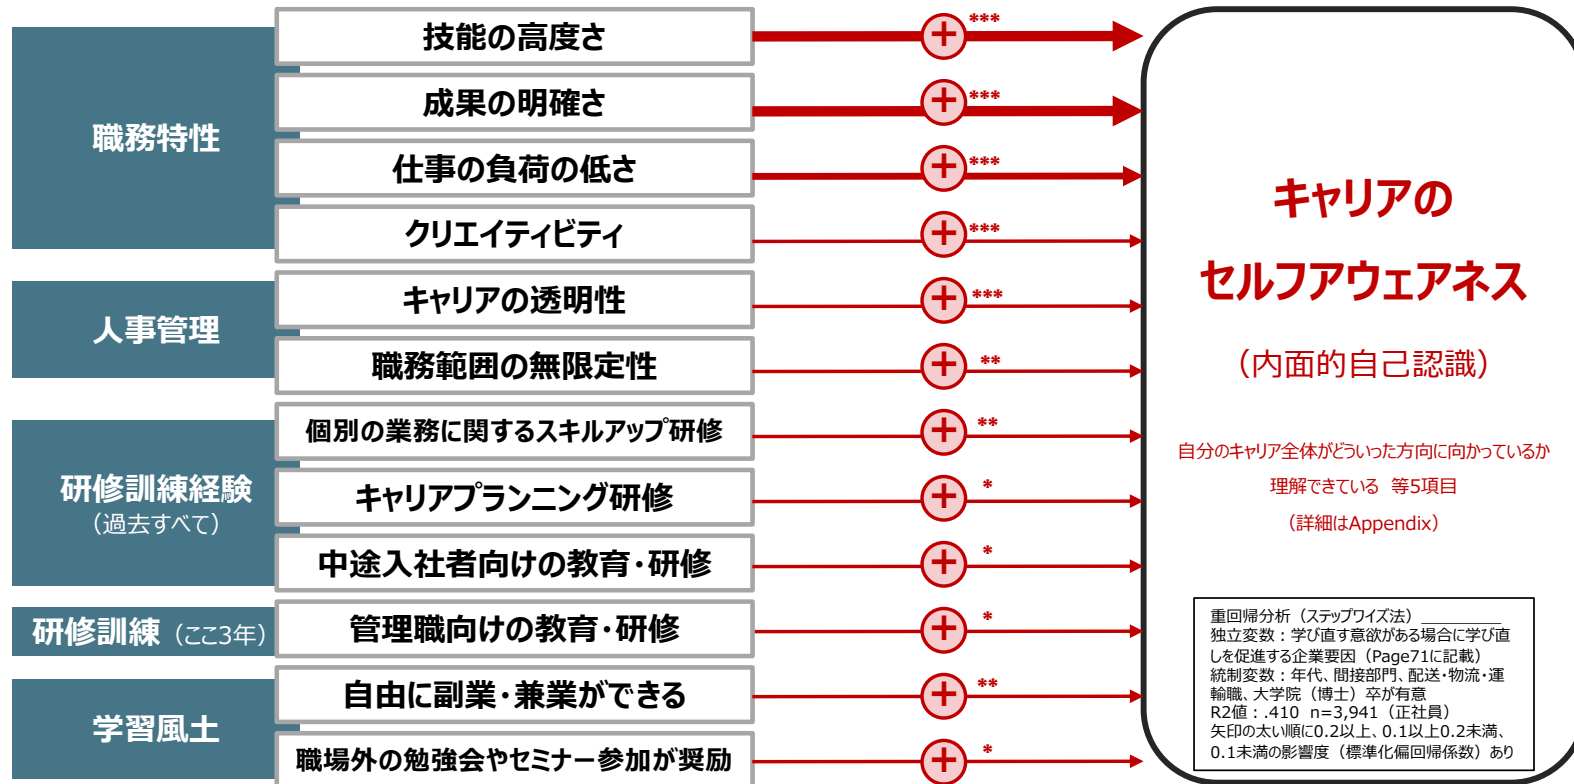 職務特性
技能の高度さ
+ ***
成果の明確さ
+ ***
仕事の負荷の低さ
+ ***
クリエイティビティ
+ ***
人事管理
キャリアの透明性
+ ***
職務範囲の無限定性
+ **
研修訓練経験
（過去すべて）
個別の業務に関するスキルアップ研修
+ **
キャリアプランニング研修
+ *
中途入社者向けの教育・研修
+ *
研修訓練（ここ3年）
管理職向けの教育・研修
+ *
学習風土
自由に副業・兼業ができる
+ **
職場外の勉強会やセミナー参加が奨励
+ *
キャリアの
セルフアウェアネス
（内面的自己認識）
自分のキャリア全体がどういった方向に向かっているか
理解できている 等5項目
（詳細はAppendix）
重回帰分析（ステップワイズ法）
独立変数：学び直す意欲がある場合に学び直
しを促進する企業要因（Page71に記載）
統制変数：年代、間接部門、配送・物流・運
輸職、大学院（博士）卒が有意
R2値：.410 n=3,941（正社員）
矢印の太い順に0.2以上、0.1以上0.2未満、
0.1未満の影響度（標準化偏回帰係数）あり